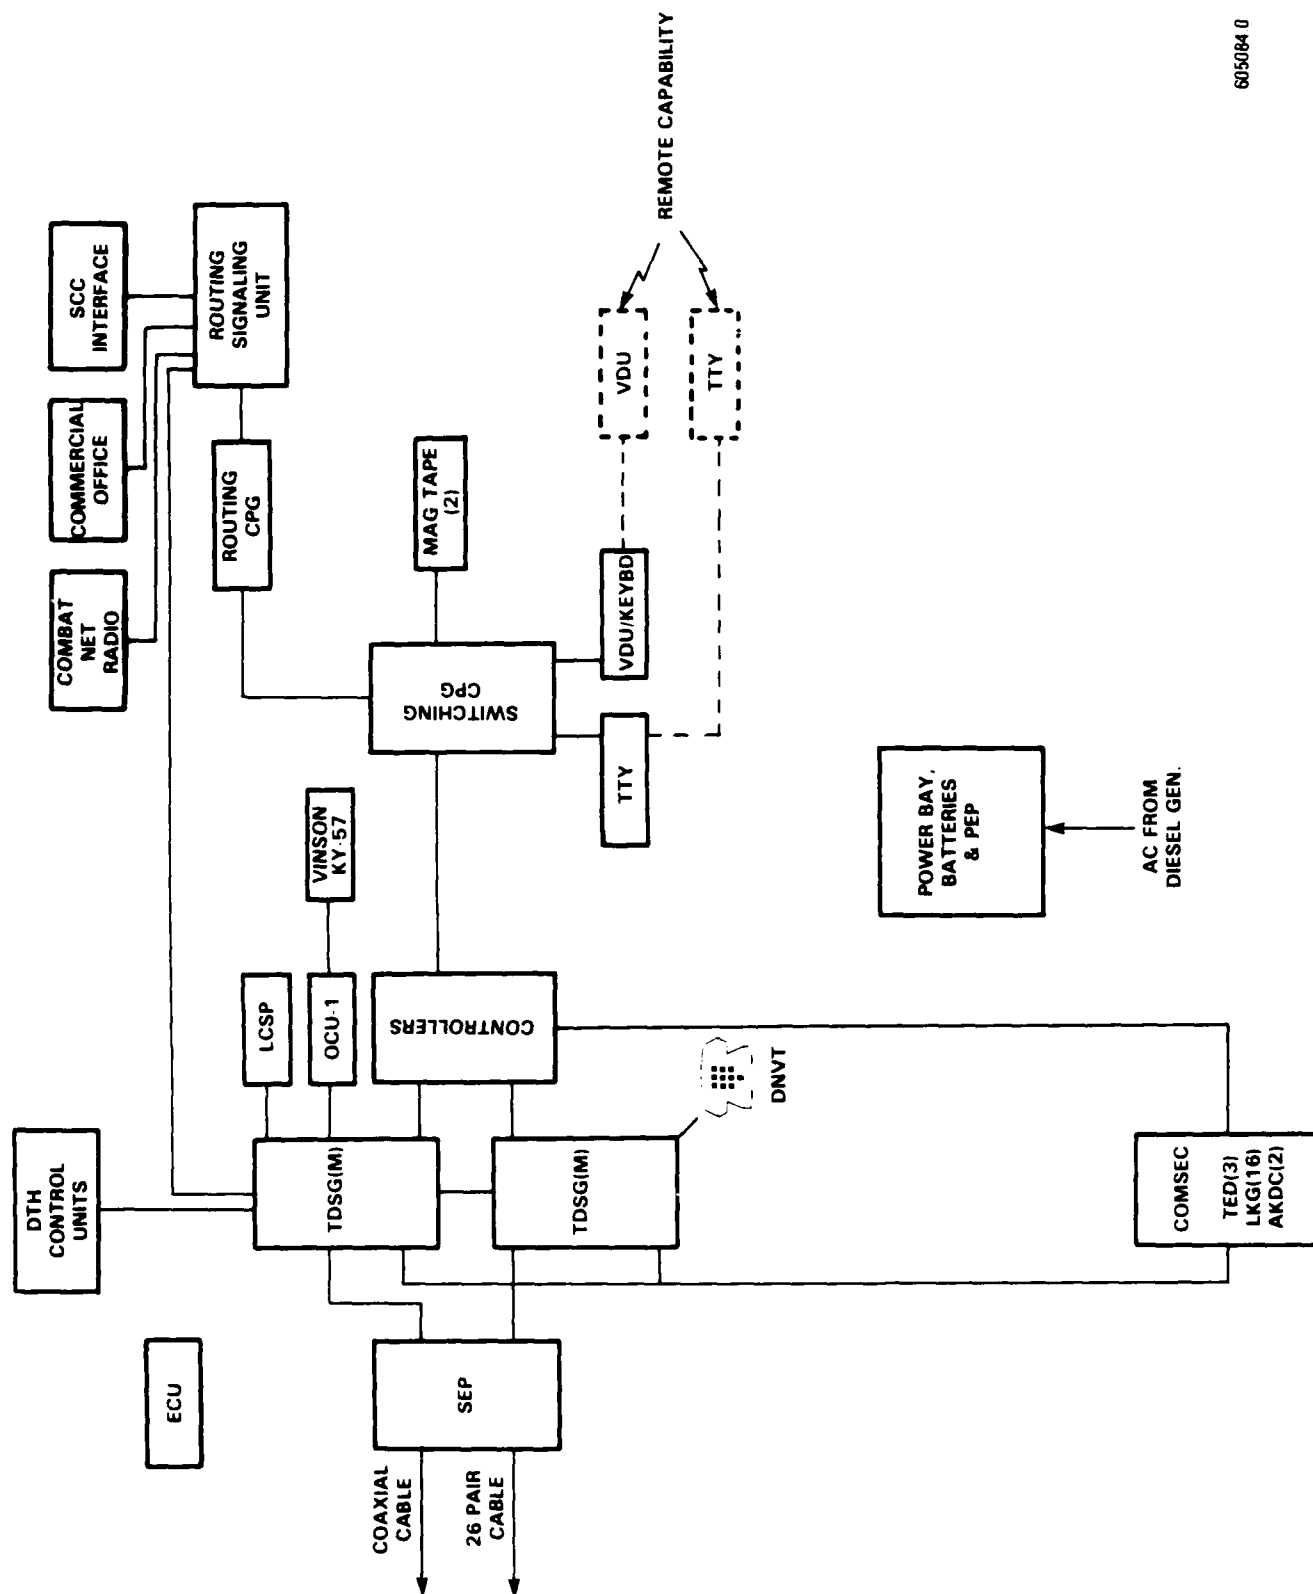 COMBAT
NET
RADIO
COMMERCIAL
OFFICE
SCC
INTERFACE
DTH
CONTROL
UNITS
ROUTING
SIGNALING
UNIT
ROUTING
CPG
ECU
LCSP
OCU-1
VINSON
KY-57
TDSG(M)
CONTROLLERS
SWITCHING
CPG
MAG TAPE
(2)
SEP
COAXIAL
CABLE
26 PAIR
CABLE
TDSG(M)
DNVT
TTY
VDU/KEYBD
VDU
TTY
REMOTE CAPABILITY
POWER BAY,
BATTERIES
& PEP
AC FROM
DIESEL GEN.
COMSEC
TED(3)
LKG(16)
AKDC(2)
605084.0